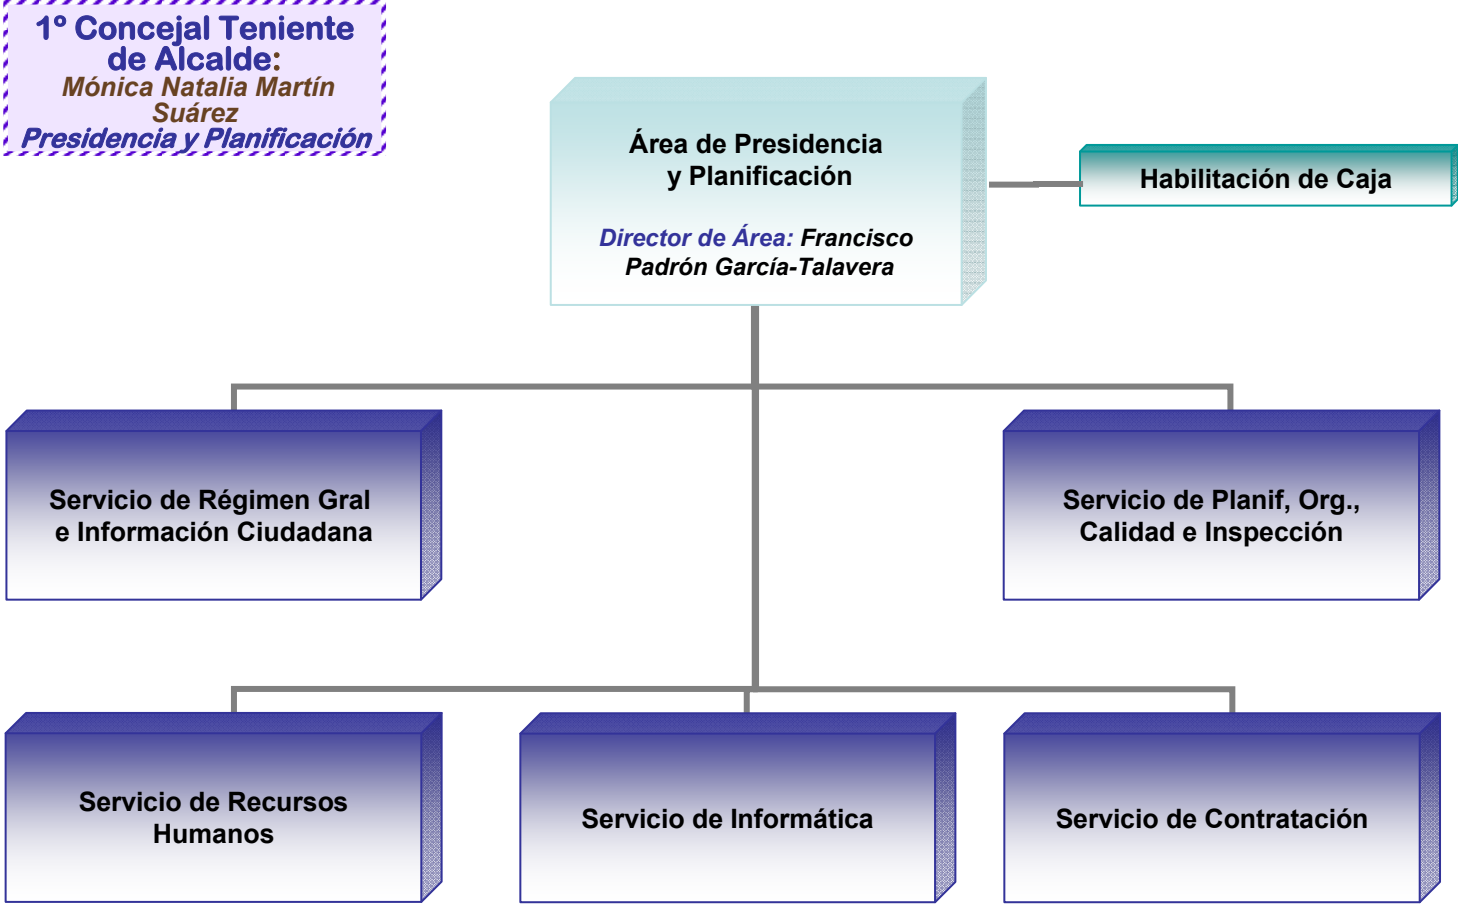 1º Concejal Teniente
de Alcalde:
Mónica Natalia Martín
Suárez
Presidencia y Planificación
Área de Presidencia
y Planificación
Director de Área: Francisco
Padrón García-Talavera
Habilitación de Caja
Servicio de Régimen Gral
e Información Ciudadana
Servicio de Planif, Org.,
Calidad e Inspección
Servicio de Recursos
Humanos
Servicio de Informática
Servicio de Contratación